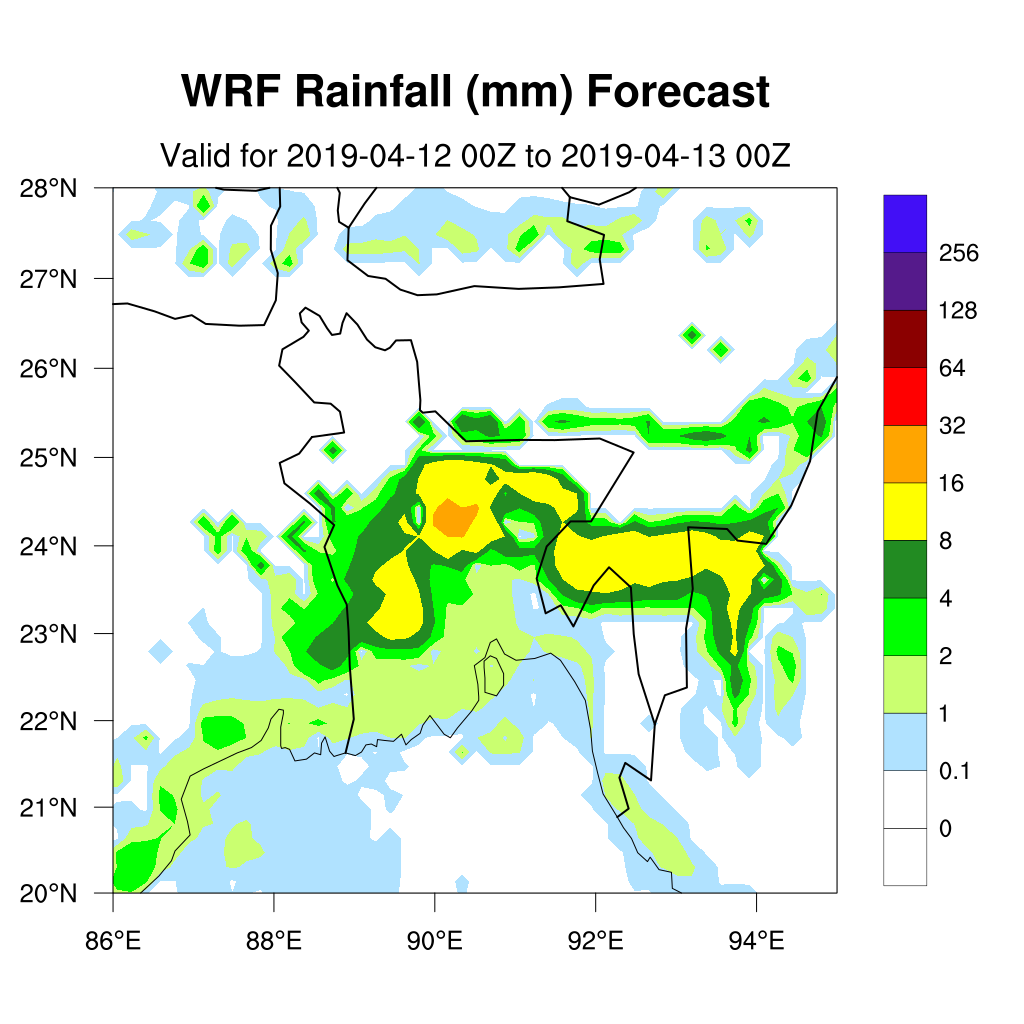 WRF Rainfall (mm) Forecast
Valid for 2019-04-12 00Z to 2019-04-13 00Z
28°N
27°N
26°N
25°N
24°N
23°N
22°N
21°N
20°N
86°E
88°E
90°E
92°E
94°E
256
128
64
32
16
8
4
2
1
0.1
0